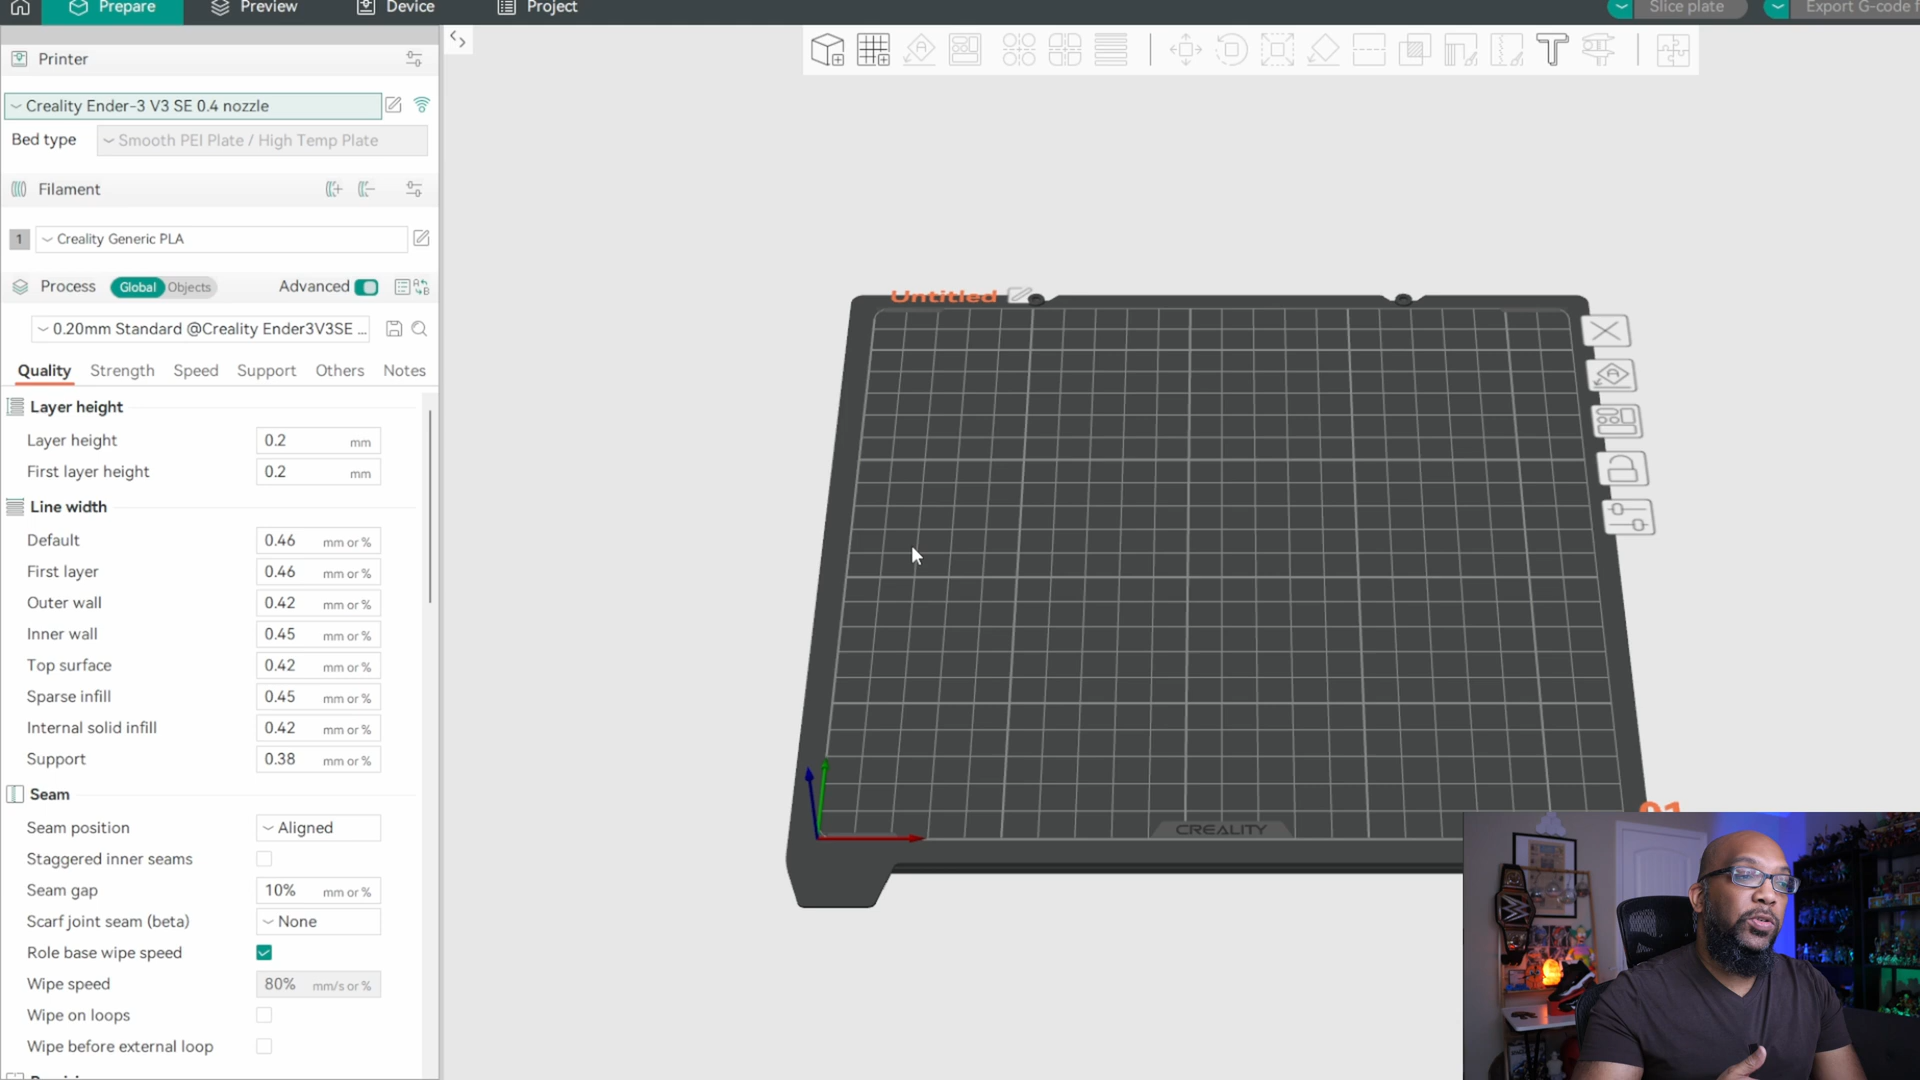 Prepare Preview Device Project Slice plate Export G-code f
Printer
Creality Ender-3 V3 SE 0.4 nozzle
Bed type Smooth PEI Plate / High Temp Plate
Filament
1 Creality Generic PLA
Process Global Objects Advanced
0.20mm Standard @Creality Ender3V3SE ...
Quality Strength Speed Support Others Notes
Layer height
Layer height 0.2 mm
First layer height 0.2 mm
Line width
Default 0.46 mm or %
First layer 0.46 mm or %
Outer wall 0.42 mm or %
Inner wall 0.45 mm or %
Top surface 0.42 mm or %
Sparse infill 0.45 mm or %
Internal solid infill 0.42 mm or %
Support 0.38 mm or %
Seam
Seam position Aligned
Staggered inner seams
Seam gap 10% mm or %
Scarf joint seam (beta) None
Role base wipe speed
Wipe speed 80% mm/s or %
Wipe on loops
Wipe before external loop
Untitled
CREALITY
01